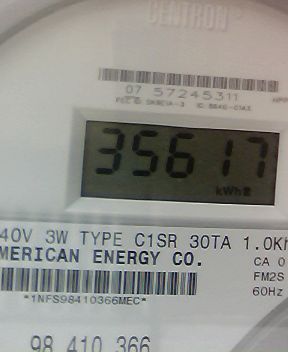 CENTRON
07 57245311
35617
kWh
40V 3W TYPE C1SR 30TA 1.0Kh
MERICAN ENERGY CO.
CA 0
FM2S
60Hz
*1NFS98410366MEC*
98 410 366